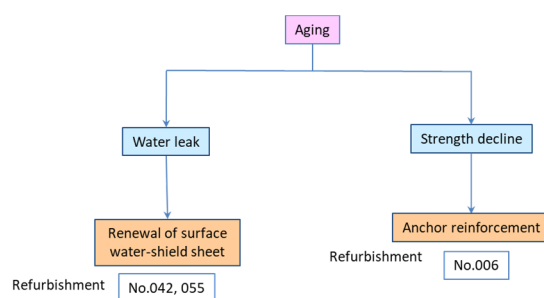 Aging
Water leak
Strength decline
Renewal of surface
water-shield sheet
Anchor reinforcement
Refurbishment
No.042, 055
Refurbishment
No.006